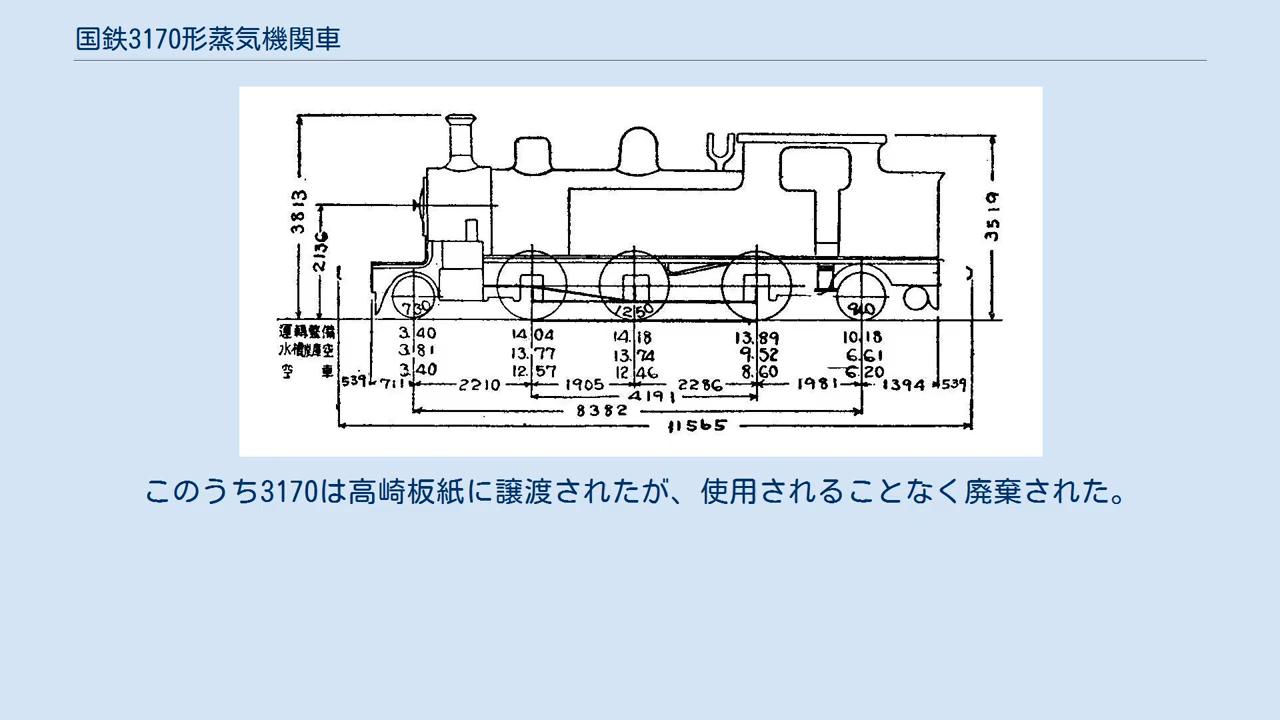 国鉄3170形蒸気機関車
3813
2136
3519
730
1250
940
運転整備 3.40 14.04 14.18 13.89 10.18
水槽炭庫空 3.81 13.77 13.74 9.52 6.61
空車 3.40 12.57 12.46 8.60 6.20
539 711 2210 1905 2286 1981 1394 539
4191
8382
11565
このうち3170は高崎板紙に譲渡されたが、使用されることなく廃棄された。